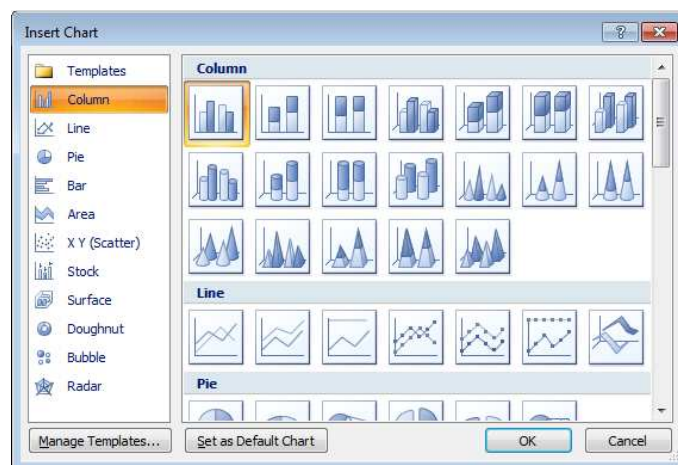 Insert Chart
Templates
Column
Line
Pie
Bar
Area
X Y (Scatter)
Stock
Surface
Doughnut
Bubble
Radar
Column
Line
Pie
Manage Templates...
Set as Default Chart
OK
Cancel